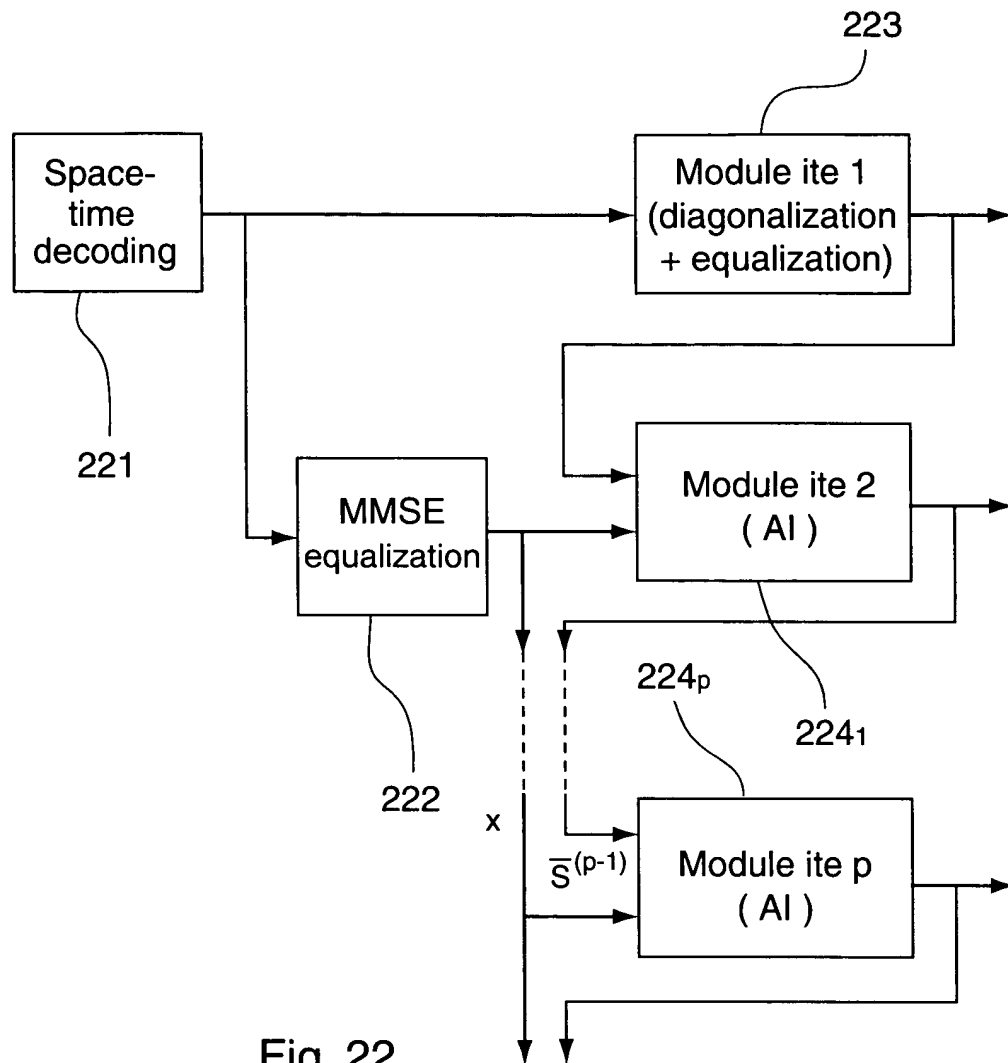 223
Space-
time
decoding
Module ite 1
(diagonalization
+ equalization)
221
MMSE
equalization
Module ite 2
( AI )
224p
2241
222
x
S̅(p-1)
Module ite p
( AI )
Fig. 22